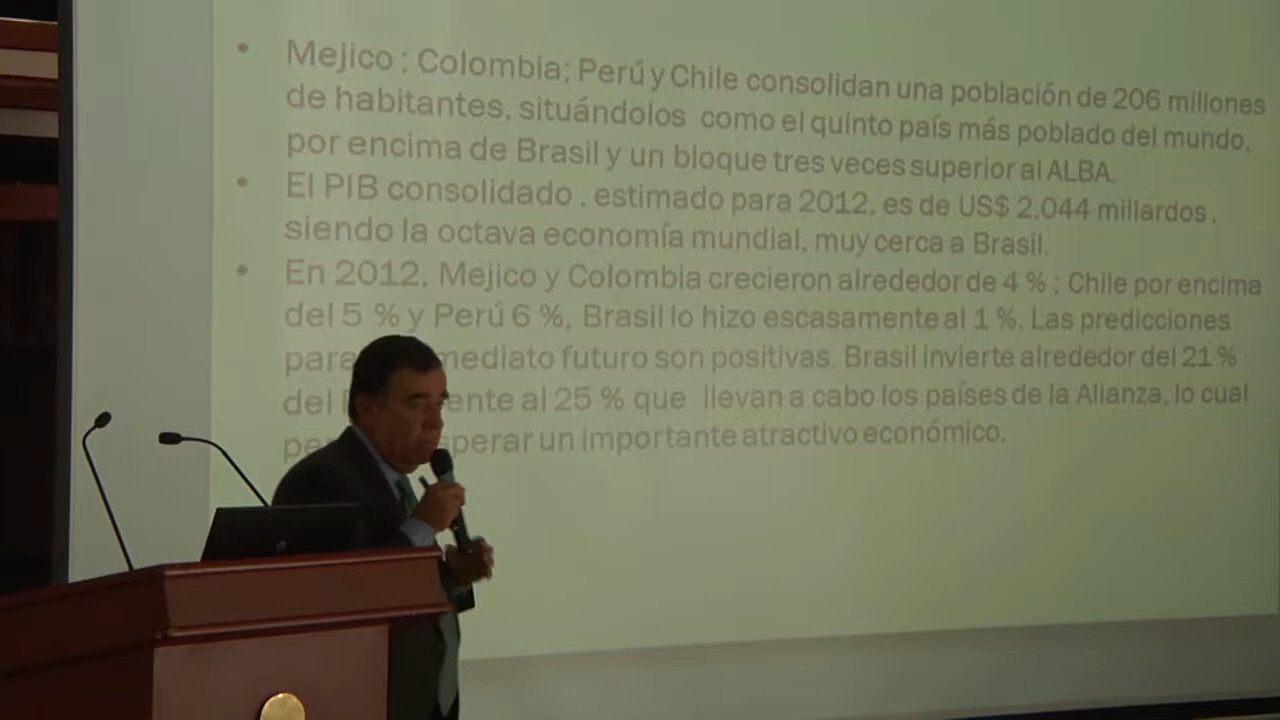 • Mejico ; Colombia; Perú y Chile consolidan una población de 206 millones
de habitantes, situándolos como el quinto país más poblado del mundo,
por encima de Brasil y un bloque tres veces superior al ALBA.
• El PIB consolidado , estimado para 2012, es de US$ 2.044 millardos ,
siendo la octava economía mundial, muy cerca a Brasil.
• En 2012, Mejico y Colombia crecieron alrededor de 4 % ; Chile por encima
del 5 % y Perú 6 %, Brasil lo hizo escasamente al 1 %. Las predicciones
para mediato futuro son positivas. Brasil invierte alrededor del 21 %
del ente al 25 % que llevan a cabo los países de la Alianza, lo cual
pe sperar un importante atractivo económico.